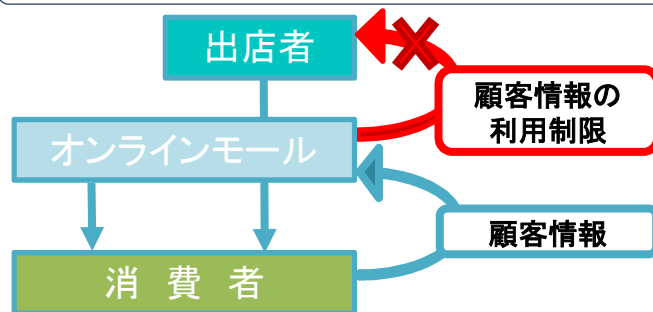 出店者
顧客情報の
利用制限
オンラインモール
顧客情報
消 費 者